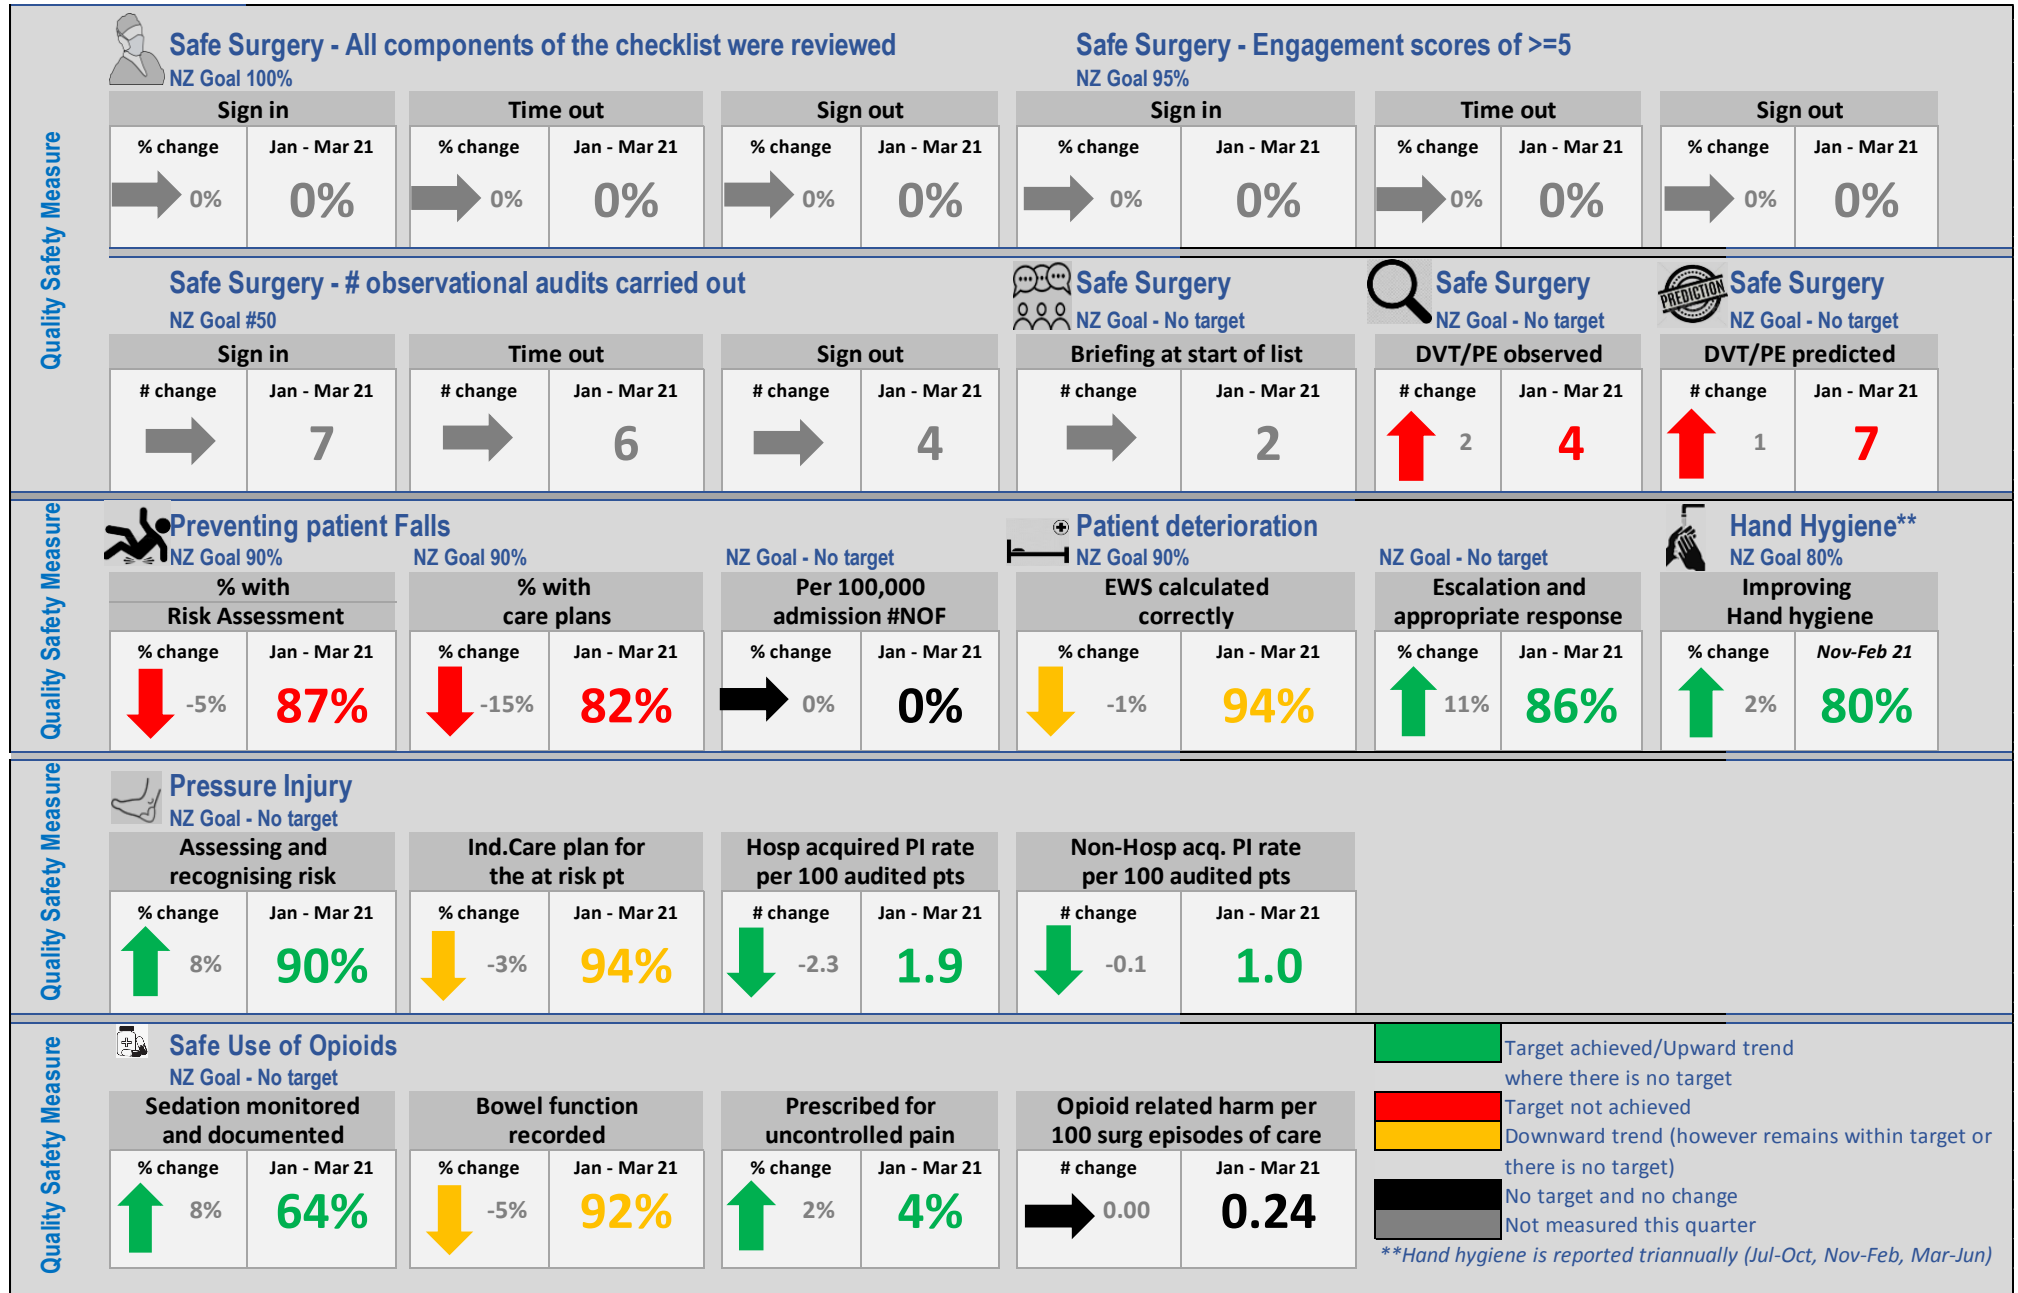 Quality Safety Measure
Safe Surgery - All components of the checklist were reviewed
NZ Goal 100%
Safe Surgery - Engagement scores of >=5
NZ Goal 95%
Sign in Time out Sign out Sign in Time out Sign out
% change Jan - Mar 21 % change Jan - Mar 21 % change Jan - Mar 21 % change Jan - Mar 21 % change Jan - Mar 21 % change Jan - Mar 21
0% 0% 0% 0% 0% 0% 0% 0% 0% 0% 0% 0%
Safe Surgery - # observational audits carried out
NZ Goal #50
Safe Surgery
NZ Goal - No target
Safe Surgery
NZ Goal - No target
PREDICTION
Safe Surgery
NZ Goal - No target
Sign in Time out Sign out Briefing at start of list DVT/PE observed DVT/PE predicted
# change Jan - Mar 21 # change Jan - Mar 21 # change Jan - Mar 21 # change Jan - Mar 21 # change Jan - Mar 21 # change Jan - Mar 21
7 6 4 2 2 4 1 7
Quality Safety Measure
Preventing patient Falls
NZ Goal 90% NZ Goal 90% NZ Goal - No target
Patient deterioration
NZ Goal 90% NZ Goal - No target
Hand Hygiene**
NZ Goal 80%
% with
Risk Assessment
% with
care plans
Per 100,000
admission #NOF
EWS calculated
correctly
Escalation and
appropriate response
Improving
Hand hygiene
% change Jan - Mar 21 % change Jan - Mar 21 % change Jan - Mar 21 % change Jan - Mar 21 % change Jan - Mar 21 % change Nov-Feb 21
-5% 87% -15% 82% 0% 0% -1% 94% 11% 86% 2% 80%
Quality Safety Measure
Pressure Injury
NZ Goal - No target
Assessing and
recognising risk
Ind.Care plan for
the at risk pt
Hosp acquired PI rate
per 100 audited pts
Non-Hosp acq. PI rate
per 100 audited pts
% change Jan - Mar 21 % change Jan - Mar 21 # change Jan - Mar 21 # change Jan - Mar 21
8% 90% -3% 94% -2.3 1.9 -0.1 1.0
Quality Safety Measure
Safe Use of Opioids
NZ Goal - No target
Sedation monitored
and documented
Bowel function
recorded
Prescribed for
uncontrolled pain
Opioid related harm per
100 surg episodes of care
% change Jan - Mar 21 % change Jan - Mar 21 % change Jan - Mar 21 # change Jan - Mar 21
8% 64% -5% 92% 2% 4% 0.00 0.24
Target achieved/Upward trend
where there is no target
Target not achieved
Downward trend (however remains within target or
there is no target)
No target and no change
Not measured this quarter
**Hand hygiene is reported triannually (Jul-Oct, Nov-Feb, Mar-Jun)